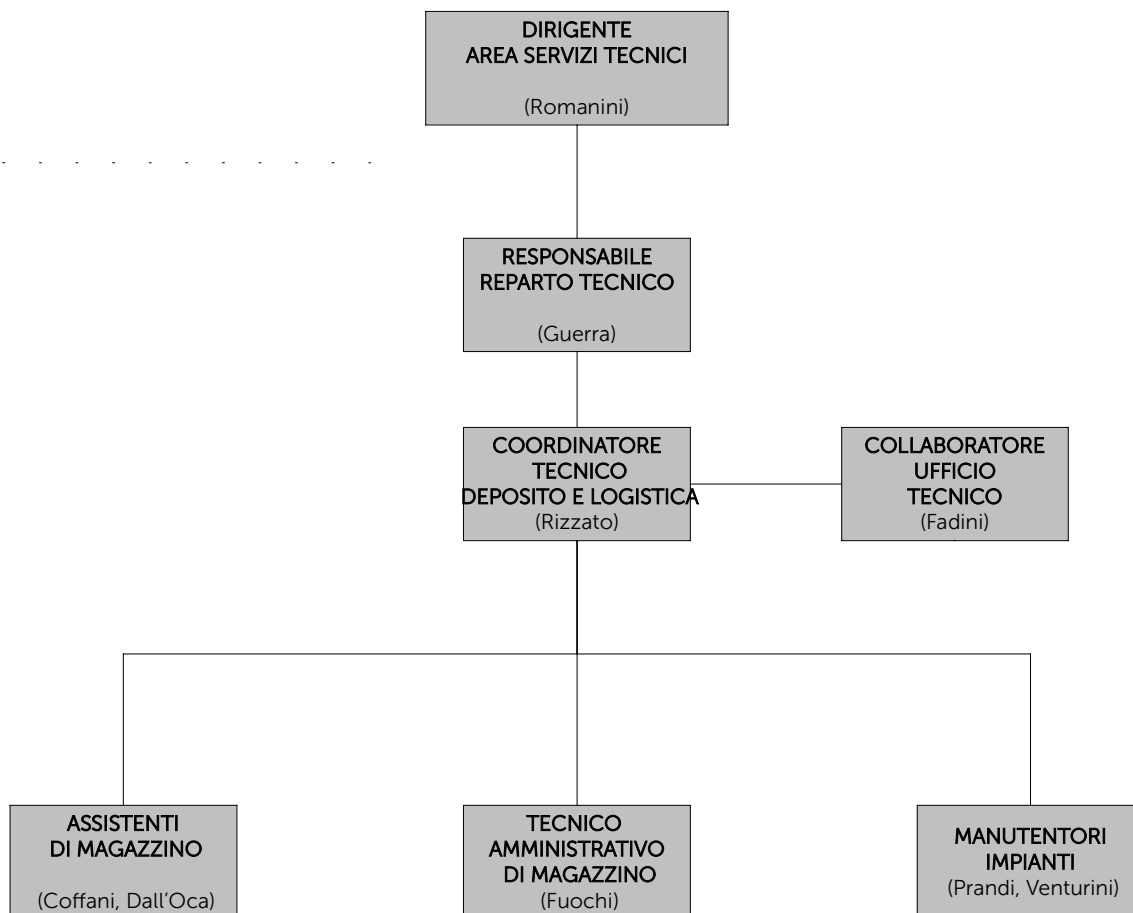 DIRIGENTE
AREA SERVIZI TECNICI
(Romanini)
RESPONSABILE
REPARTO TECNICO
(Guerra)
COORDINATORE
TECNICO
DEPOSITO E LOGISTICA
(Rizzato)
COLLABORATORE
UFFICIO
TECNICO
(Fadini)
ASSISTENTI
DI MAGAZZINO
(Coffani, Dall'Oca)
TECNICO
AMMINISTRATIVO
DI MAGAZZINO
(Fuochi)
MANUTENTORI
IMPIANTI
(Prandi, Venturini)